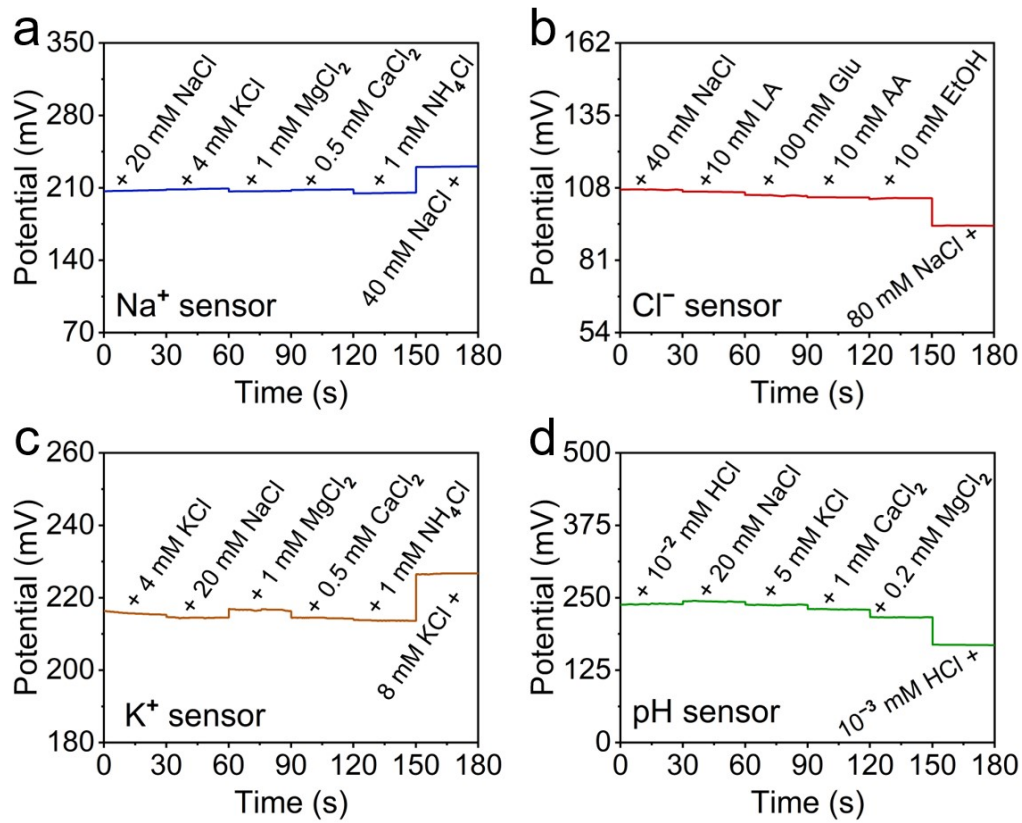 a
350
280
210
140
70
Potential (mV)
+ 20 mM NaCl
+ 4 mM KCl
+ 1 mM MgCl₂
+ 0.5 mM CaCl₂
+ 1 mM NH₄Cl
40 mM NaCl +
Na⁺ sensor
0 30 60 90 120 150 180
Time (s)
b
162
135
108
81
54
Potential (mV)
+ 40 mM NaCl
+10 mM LA
+ 100 mM Glu
+ 10 mM AA
+ 10 mM EtOH
80 mM NaCl +
Cl⁻ sensor
0 30 60 90 120 150 180
Time (s)
c
260
240
220
200
180
Potential (mV)
+ 4 mM KCl
+ 20 mM NaCl
+ 1 mM MgCl₂
+ 0.5 mM CaCl₂
+ 1 mM NH₄Cl
8 mM KCl +
K⁺ sensor
0 30 60 90 120 150 180
Time (s)
d
500
375
250
125
0
Potential (mV)
+ 10⁻² mM HCl
+ 20 mM NaCl
+ 5 mM KCl
+ 1 mM CaCl₂
+ 0.2 mM MgCl₂
10⁻³ mM HCl +
pH sensor
0 30 60 90 120 150 180
Time (s)